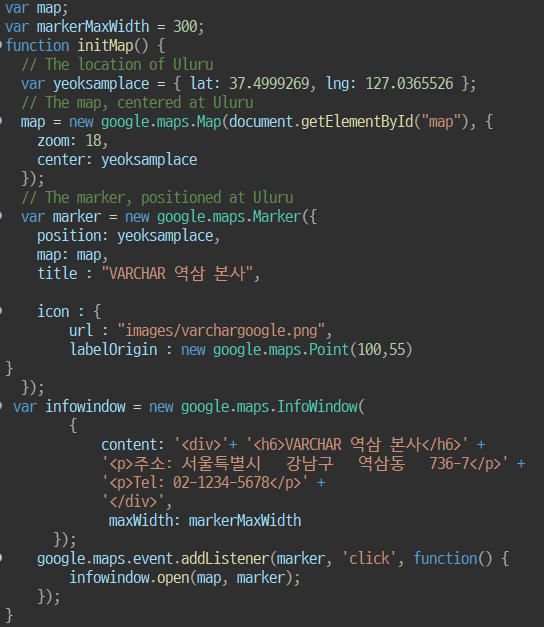 var map;
var markerMaxWidth = 300;
function initMap() {
// The location of Uluru
var yeoksamplace = { lat: 37.4999269, lng: 127.0365526 };
// The map, centered at Uluru
map = new google.maps.Map(document.getElementById("map"), {
zoom: 18,
center: yeoksamplace
});
// The marker, positioned at Uluru
var marker = new google.maps.Marker({
position: yeoksamplace,
map: map,
title : "VARCHAR 역삼 본사",
icon : {
url : "images/varchargoogle.png",
labelOrigin : new google.maps.Point(100,55)
}
});
var infowindow = new google.maps.InfoWindow(
{
content: '<div>'+ '<h6>VARCHAR 역삼 본사</h6>' +
'<p>주소: 서울특별시 강남구 역삼동 736-7</p>' +
'<p>Tel: 02-1234-5678</p>' +
'</div>',
maxWidth: markerMaxWidth
});
google.maps.event.addListener(marker, 'click', function() {
infowindow.open(map, marker);
});
}